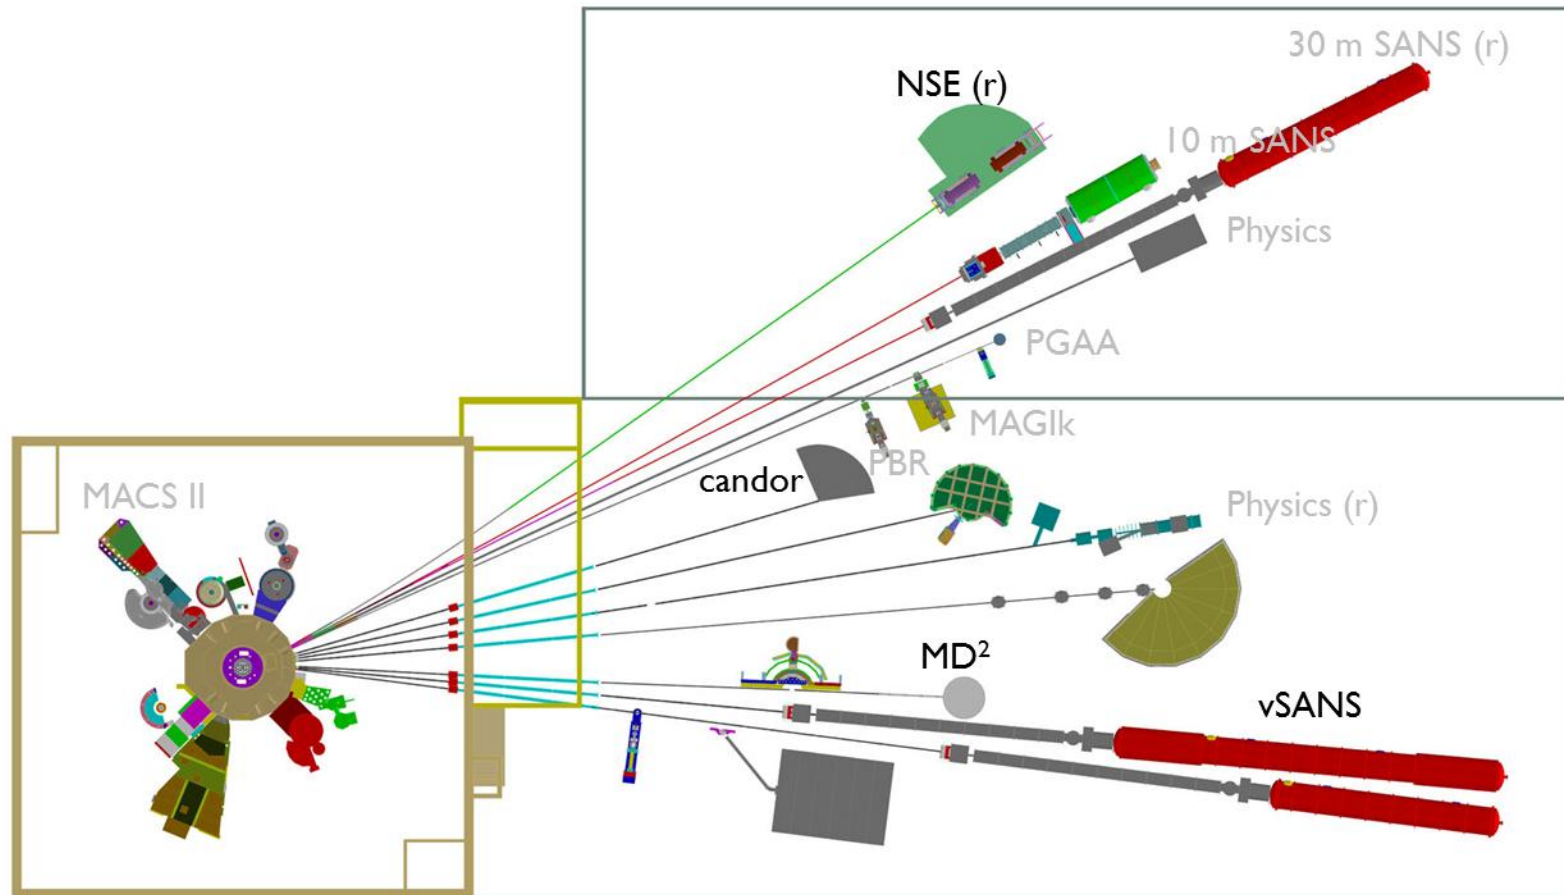 30 m SANS (r)
NSE (r)
10 m SANS
Physics
PGAA
MAGIk
PBR
candor
MACS II
Physics (r)
MD²
vSANS